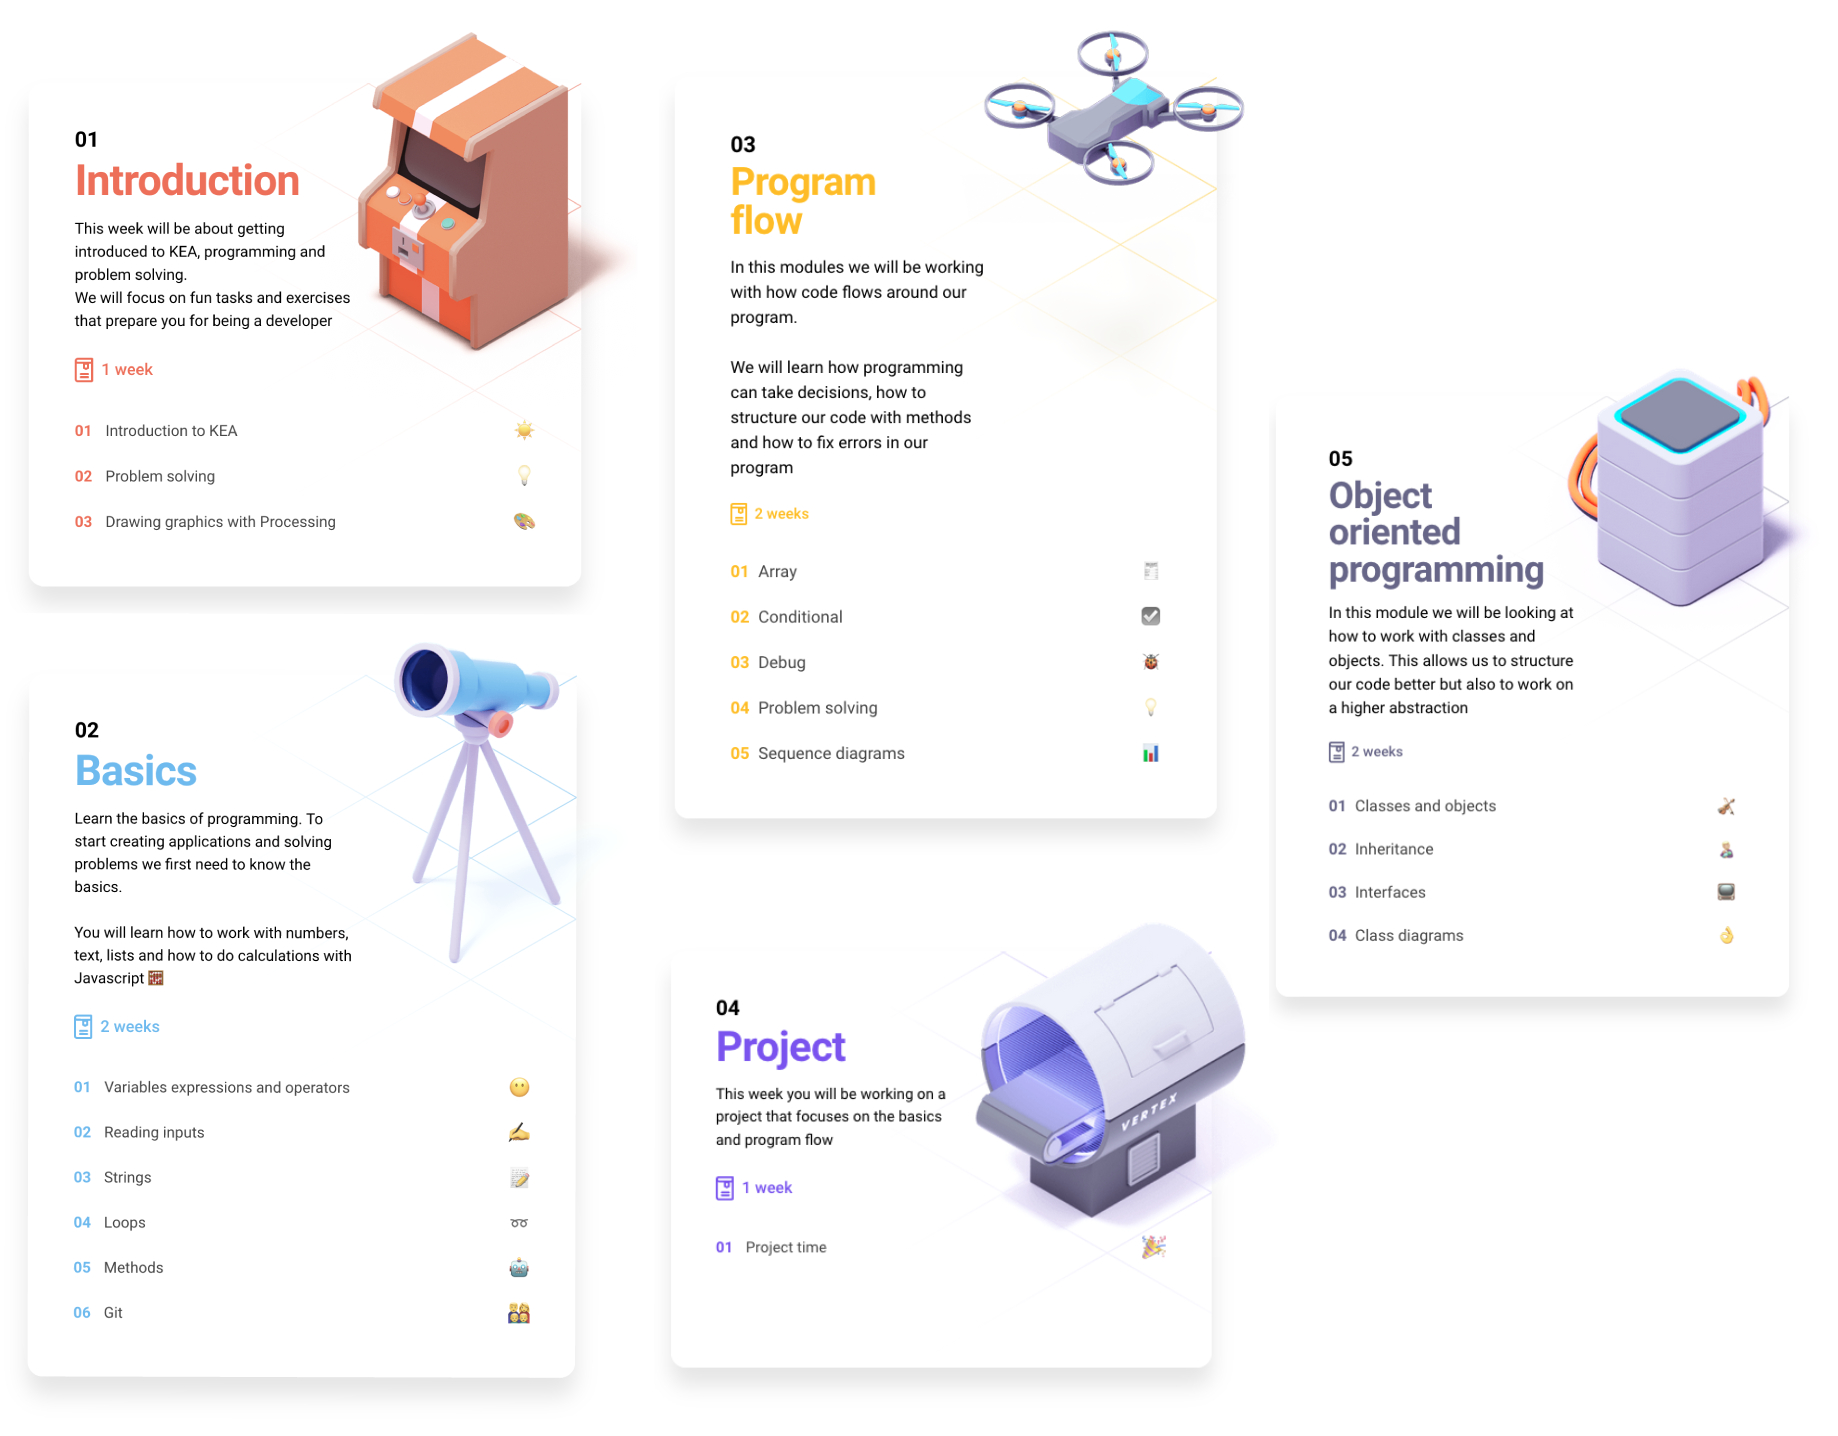 01
Introduction
This week will be about getting
introduced to KEA, programming and
problem solving.
We will focus on fun tasks and exercises
that prepare you for being a developer
1 week
01 Introduction to KEA
02 Problem solving
03 Drawing graphics with Processing
02
Basics
Learn the basics of programming. To
start creating applications and solving
problems we first need to know the
basics.
You will learn how to work with numbers,
text, lists and how to do calculations with
Javascript
2 weeks
01 Variables expressions and operators
02 Reading inputs
03 Strings
04 Loops
05 Methods
06 Git
03
Program
flow
In this modules we will be working
with how code flows around our
program.
We will learn how programming
can take decisions, how to
structure our code with methods
and how to fix errors in our
program
2 weeks
01 Array
02 Conditional
03 Debug
04 Problem solving
05 Sequence diagrams
04
Project
This week you will be working on a
project that focuses on the basics
and program flow
1 week
01 Project time
VERTEX
05
Object
oriented
programming
In this module we will be looking at
how to work with classes and
objects. This allows us to structure
our code better but also to work on
a higher abstraction
2 weeks
01 Classes and objects
02 Inheritance
03 Interfaces
04 Class diagrams